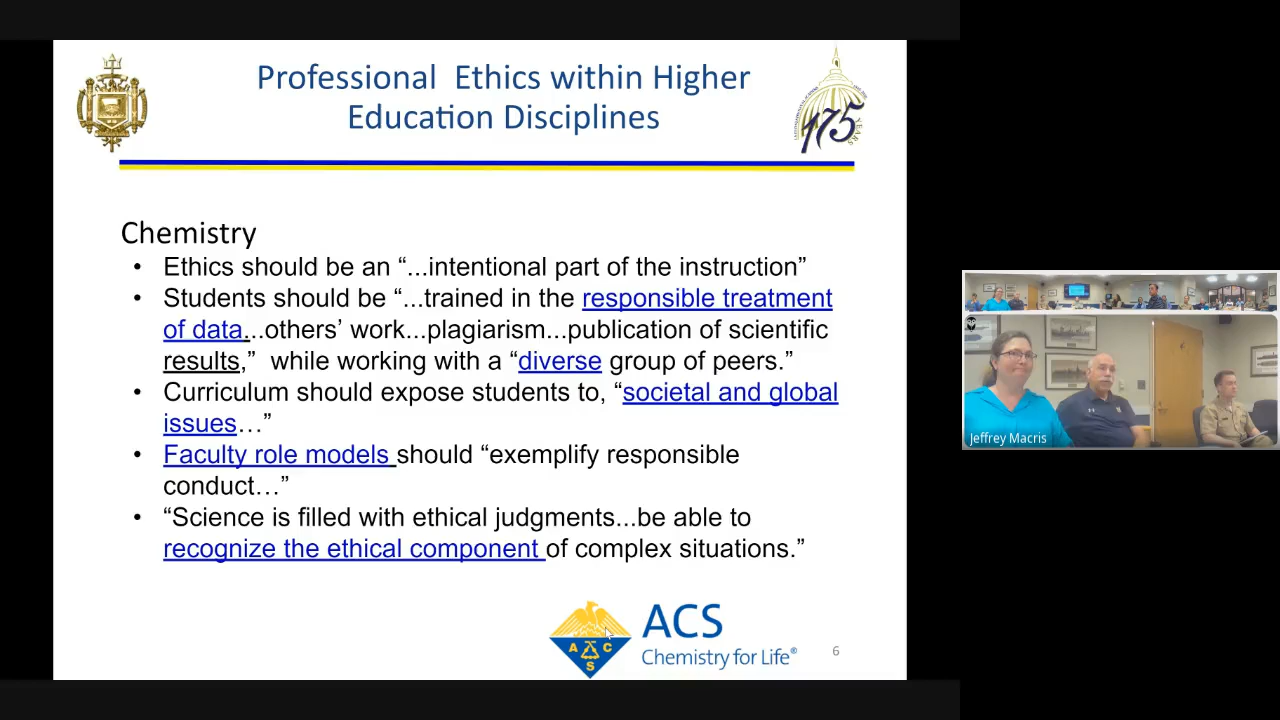 Professional Ethics within Higher
Education Disciplines
175
YEARS
Chemistry
• Ethics should be an “...intentional part of the instruction”
• Students should be “...trained in the responsible treatment
of data...others’ work...plagiarism...publication of scientific
results,” while working with a “diverse group of peers.”
• Curriculum should expose students to, “societal and global
issues…”
• Faculty role models should “exemplify responsible
conduct…”
• “Science is filled with ethical judgments...be able to
recognize the ethical component of complex situations.”
A C
S
ACS
Chemistry for Life®
6
Jeffrey Macris